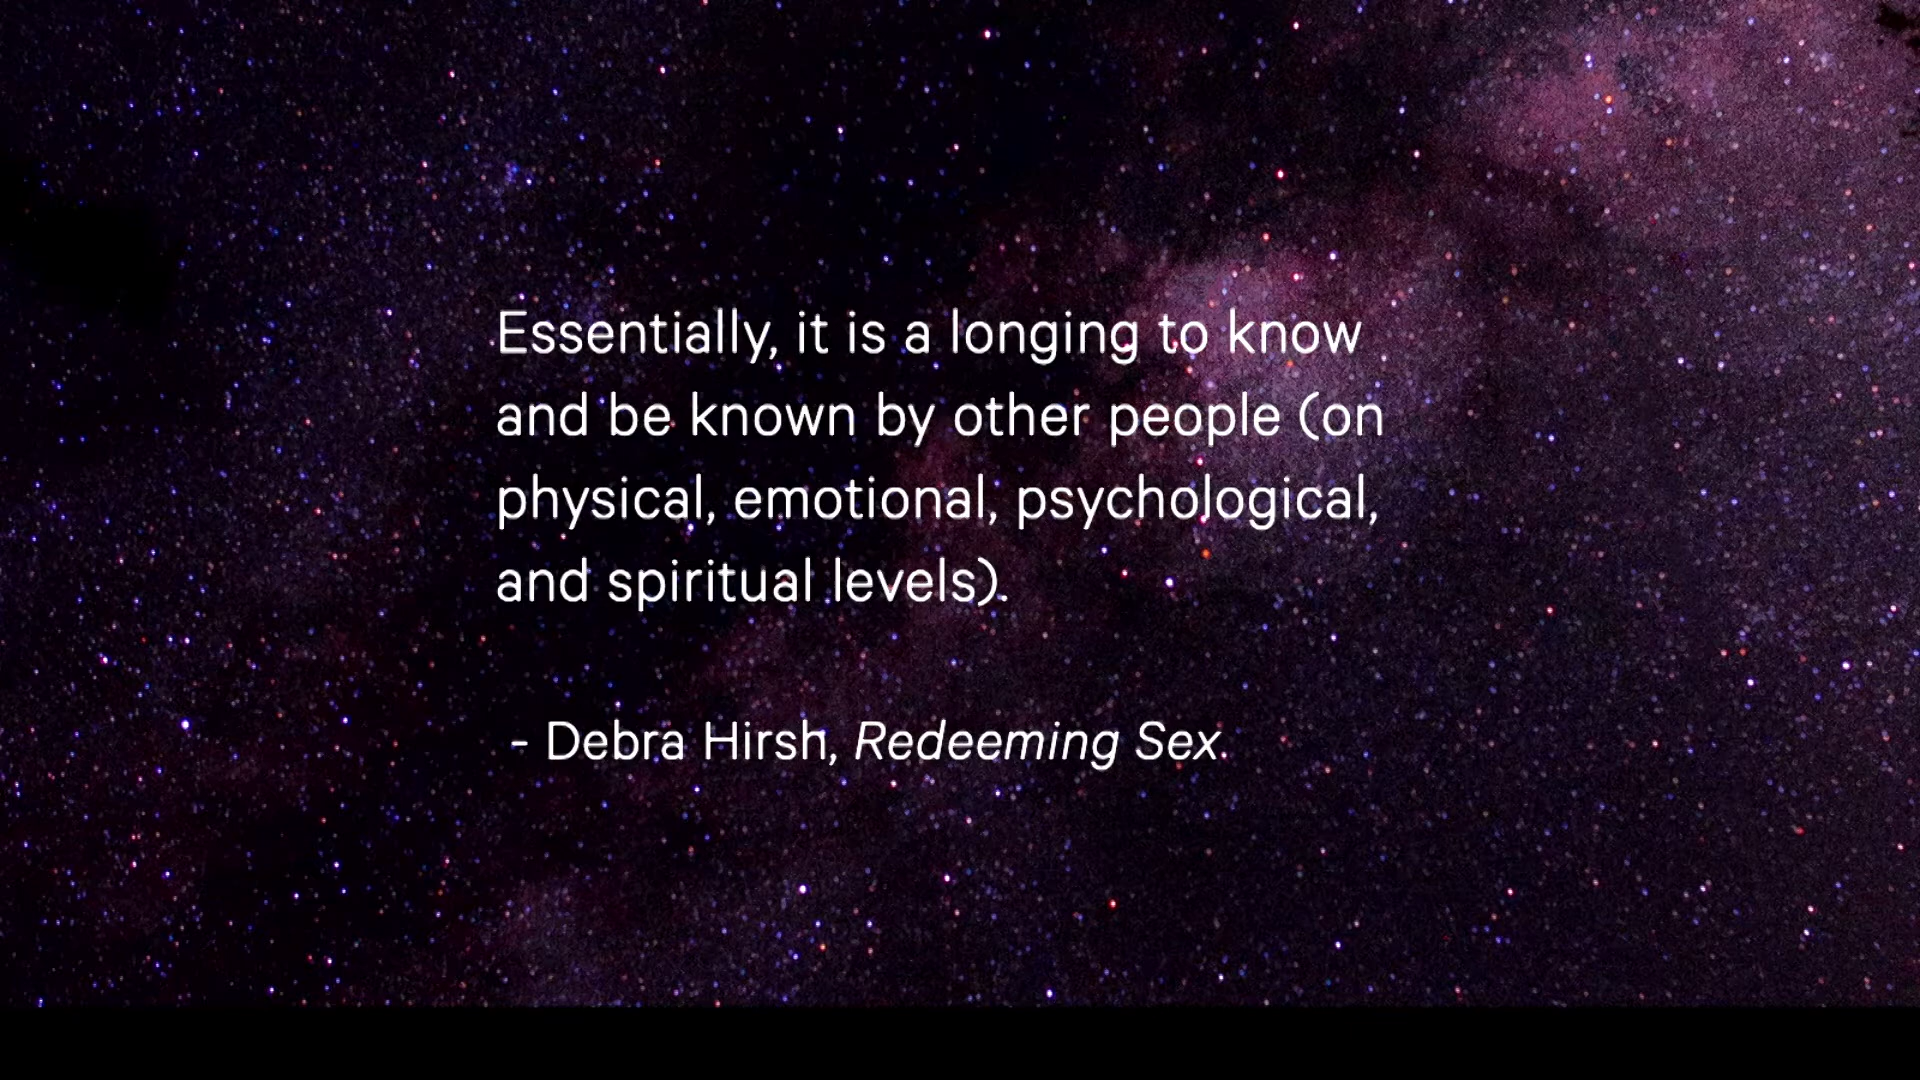 Essentially, it is a longing to know
and be known by other people (on
physical, emotional, psychological,
and spiritual levels).
- Debra Hirsh, Redeeming Sex.